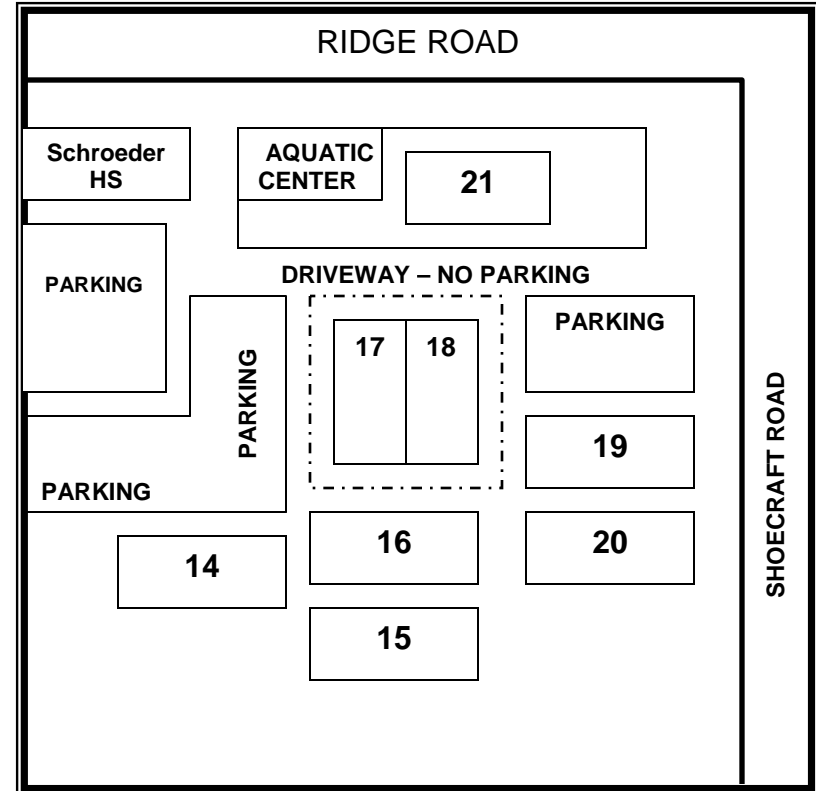 RIDGE ROAD
Schroeder
HS
AQUATIC
CENTER
21
PARKING
DRIVEWAY – NO PARKING
PARKING
17
18
PARKING
19
SHOECRAFT ROAD
PARKING
16
20
14
15